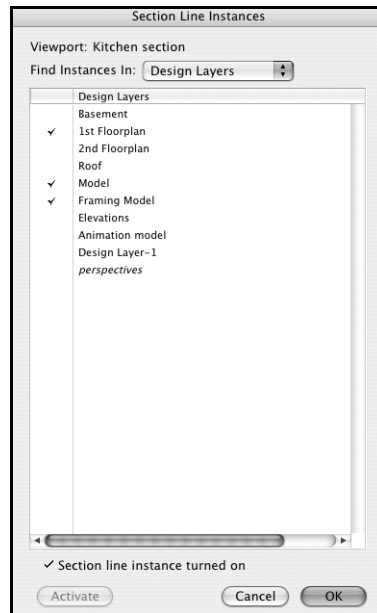 Section Line Instances
Viewport: Kitchen section
Find Instances In: Design Layers
Design Layers
Basement
1st Floorplan
2nd Floorplan
Roof
Model
Framing Model
Elevations
Animation model
Design Layer-1
perspectives
Section line instance turned on
Activate Cancel OK